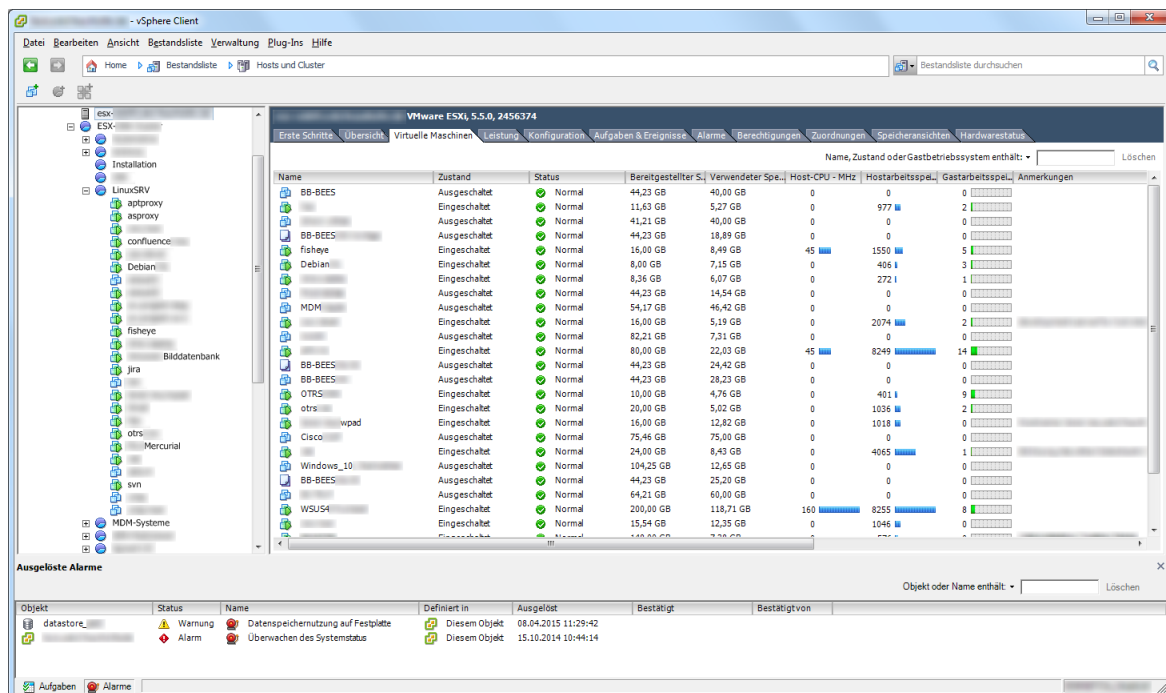 - vSphere Client
Datei Bearbeiten Ansicht Bestandsliste Verwaltung Plug-Ins Hilfe
Home Bestandsliste Hosts und Cluster Bestandsliste durchsuchen
esx-
ESX-
Installation
LinuxSRV
aptproxy
asproxy
confluence
Debian
fisheye
Bilddatenbank
jira
otrs
Mercurial
svn
MDM-Systeme
VMware ESXi, 5.5.0, 2456374
Erste Schritte Übersicht Virtuelle Maschinen Leistung Konfiguration Aufgaben & Ereignisse Alarme Berechtigungen Zuordnungen Speicheransichten Hardwarestatus
Name, Zustand oder Gastbetriebssystem enthält: Löschen
Name Zustand Status Bereitgestellter S... Verwendeter Spe... Host-CPU - MHz Hostarbeitsspei... Gastarbeitsspei... Anmerkungen
BB-BEES Ausgeschaltet Normal 44,23 GB 40,00 GB 0 0 0
Eingeschaltet Normal 11,63 GB 5,27 GB 0 977 2
Ausgeschaltet Normal 41,21 GB 40,00 GB 0 0 0
BB-BEES Ausgeschaltet Normal 44,23 GB 18,89 GB 0 0 0
fisheye Eingeschaltet Normal 16,00 GB 8,49 GB 45 1550 5
Debian Eingeschaltet Normal 8,00 GB 7,15 GB 0 406 3
Eingeschaltet Normal 8,36 GB 6,07 GB 0 272 1
Ausgeschaltet Normal 44,23 GB 14,54 GB 0 0 0
MDM Ausgeschaltet Normal 54,17 GB 46,42 GB 0 0 0
Eingeschaltet Normal 16,00 GB 5,19 GB 0 2074 2
Ausgeschaltet Normal 82,21 GB 7,31 GB 0 0 0
Eingeschaltet Normal 80,00 GB 22,03 GB 45 8249 14
BB-BEES Ausgeschaltet Normal 44,23 GB 24,42 GB 0 0 0
BB-BEES Ausgeschaltet Normal 44,23 GB 28,23 GB 0 0 0
OTRS Eingeschaltet Normal 10,00 GB 4,76 GB 0 401 9
otrs Eingeschaltet Normal 20,00 GB 5,02 GB 0 1036 2
wpad Eingeschaltet Normal 16,00 GB 12,82 GB 0 1018 0
Cisco Ausgeschaltet Normal 75,46 GB 75,00 GB 0 0 0
Eingeschaltet Normal 24,00 GB 8,43 GB 0 4065 1
Windows_10 Ausgeschaltet Normal 104,25 GB 12,65 GB 0 0 0
BB-BEES Ausgeschaltet Normal 44,23 GB 25,20 GB 0 0 0
Ausgeschaltet Normal 64,21 GB 60,00 GB 0 0 0
WSUS4 Eingeschaltet Normal 200,00 GB 118,71 GB 160 8255 8
Eingeschaltet Normal 15,54 GB 12,35 GB 0 1046 0
Ausgelöste Alarme
Objekt oder Name enthält: Löschen
Objekt Status Name Definiert in Ausgelöst Bestätigt Bestätigt von
datastore_ Warnung Datenspeichernutzung auf Festplatte Diesem Objekt 08.04.2015 11:29:42
Alarm Überwachen des Systemstatus Diesem Objekt 15.10.2014 10:44:14
Aufgaben Alarme